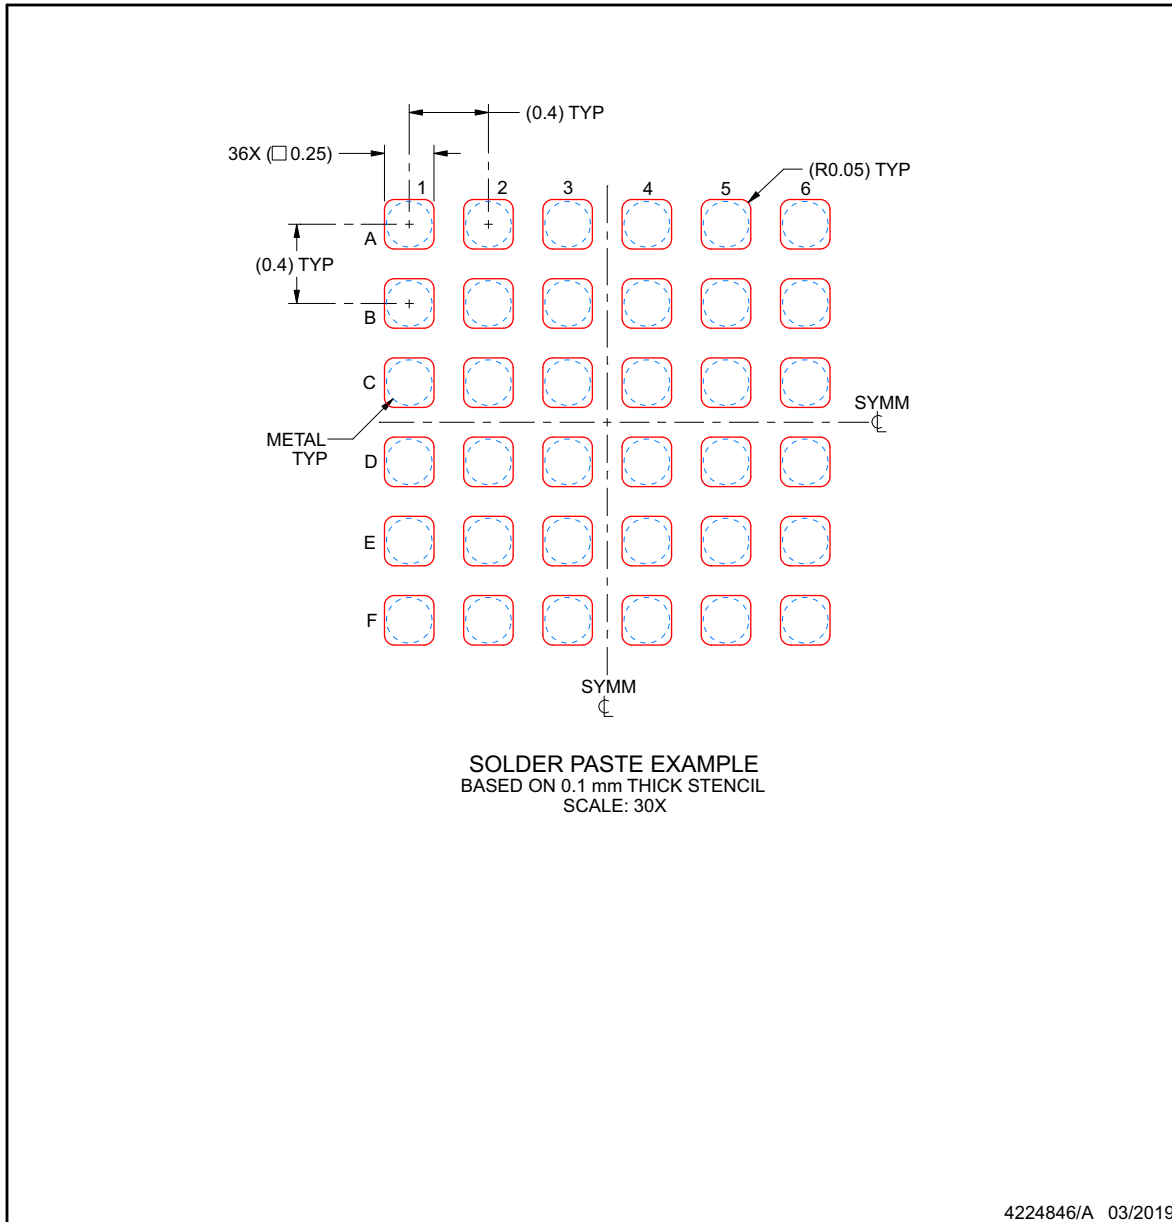 (0.4) TYP
36X (□ 0.25)
(R0.05) TYP
1 2 3 4 5 6
A
(0.4) TYP
B
C
SYMM
℄
METAL
TYP
D
E
F
SYMM
℄
SOLDER PASTE EXAMPLE
BASED ON 0.1 mm THICK STENCIL
SCALE: 30X
4224846/A 03/2019